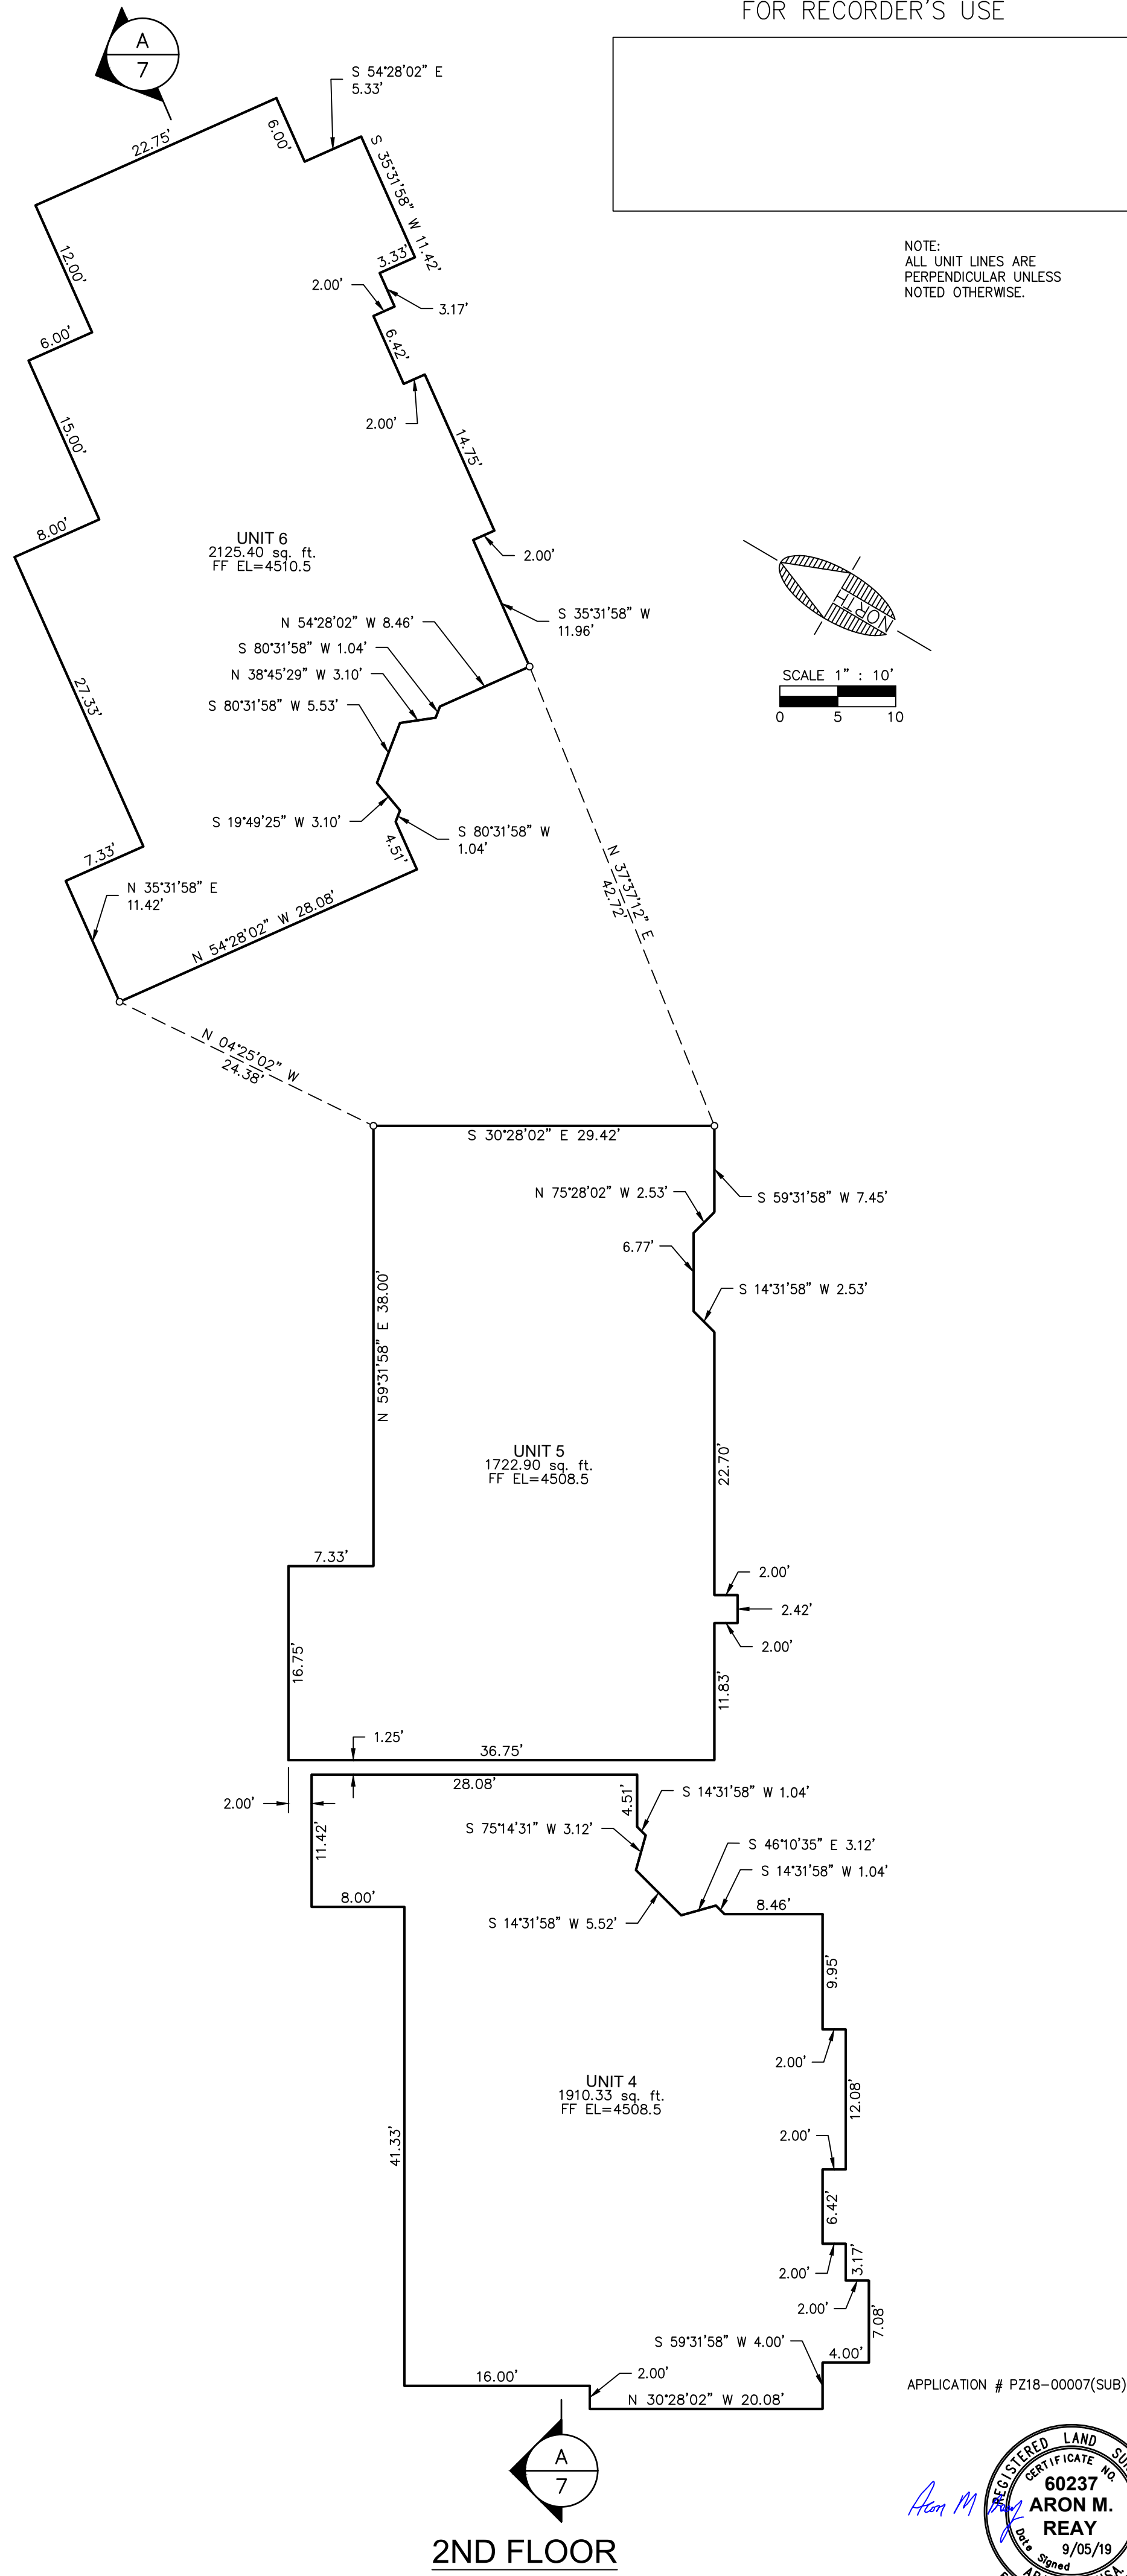 FOR RECORDER'S USE
A
7
S 54°28'02" E
5.33'
22.75'
6.00'
S 35°31'58" W 11.42'
12.00'
3.33'
2.00'
3.17'
6.00'
6.42'
2.00'
15.00'
14.75'
8.00'
NOTE:
ALL UNIT LINES ARE
PERPENDICULAR UNLESS
NOTED OTHERWISE.
UNIT 6
2125.40 sq. ft.
FF EL=4510.5
2.00'
NORTH
S 35°31'58" W
11.96'
N 54°28'02" W 8.46'
S 80°31'58" W 1.04'
N 38°45'29" W 3.10'
S 80°31'58" W 5.53'
SCALE 1" : 10'
0 5 10
27.33'
S 19°49'25" W 3.10'
S 80°31'58" W
1.04'
4.51'
7.33'
N 35°31'58" E
11.42'
N 54°28'02" W 28.08'
N 37°37'12" E
42.72'
N 04°25'02" W
24.38'
S 30°28'02" E 29.42'
N 75°28'02" W 2.53'
S 59°31'58" W 7.45'
6.77'
S 14°31'58" W 2.53'
N 59°31'58" E 38.00'
UNIT 5
1722.90 sq. ft.
FF EL=4508.5
22.70'
7.33'
2.00'
2.42'
2.00'
16.75'
11.83'
1.25'
36.75'
28.08'
2.00'
4.51'
S 14°31'58" W 1.04'
11.42'
S 75°14'31" W 3.12'
S 46°10'35" E 3.12'
S 14°31'58" W 1.04'
8.00'
8.46'
S 14°31'58" W 5.52'
9.95'
2.00'
UNIT 4
1910.33 sq. ft.
FF EL=4508.5
12.08'
41.33'
2.00'
6.42'
2.00'
3.17'
2.00'
7.08'
S 59°31'58" W 4.00'
4.00'
16.00'
2.00'
N 30°28'02" W 20.08'
APPLICATION # PZ18-00007(SUB)
A
7
REGISTERED LAND SU
CERTIFICATE NO.
60237
ARON M.
REAY
9/05/19
Date Signed
Aron M Reay
2ND FLOOR